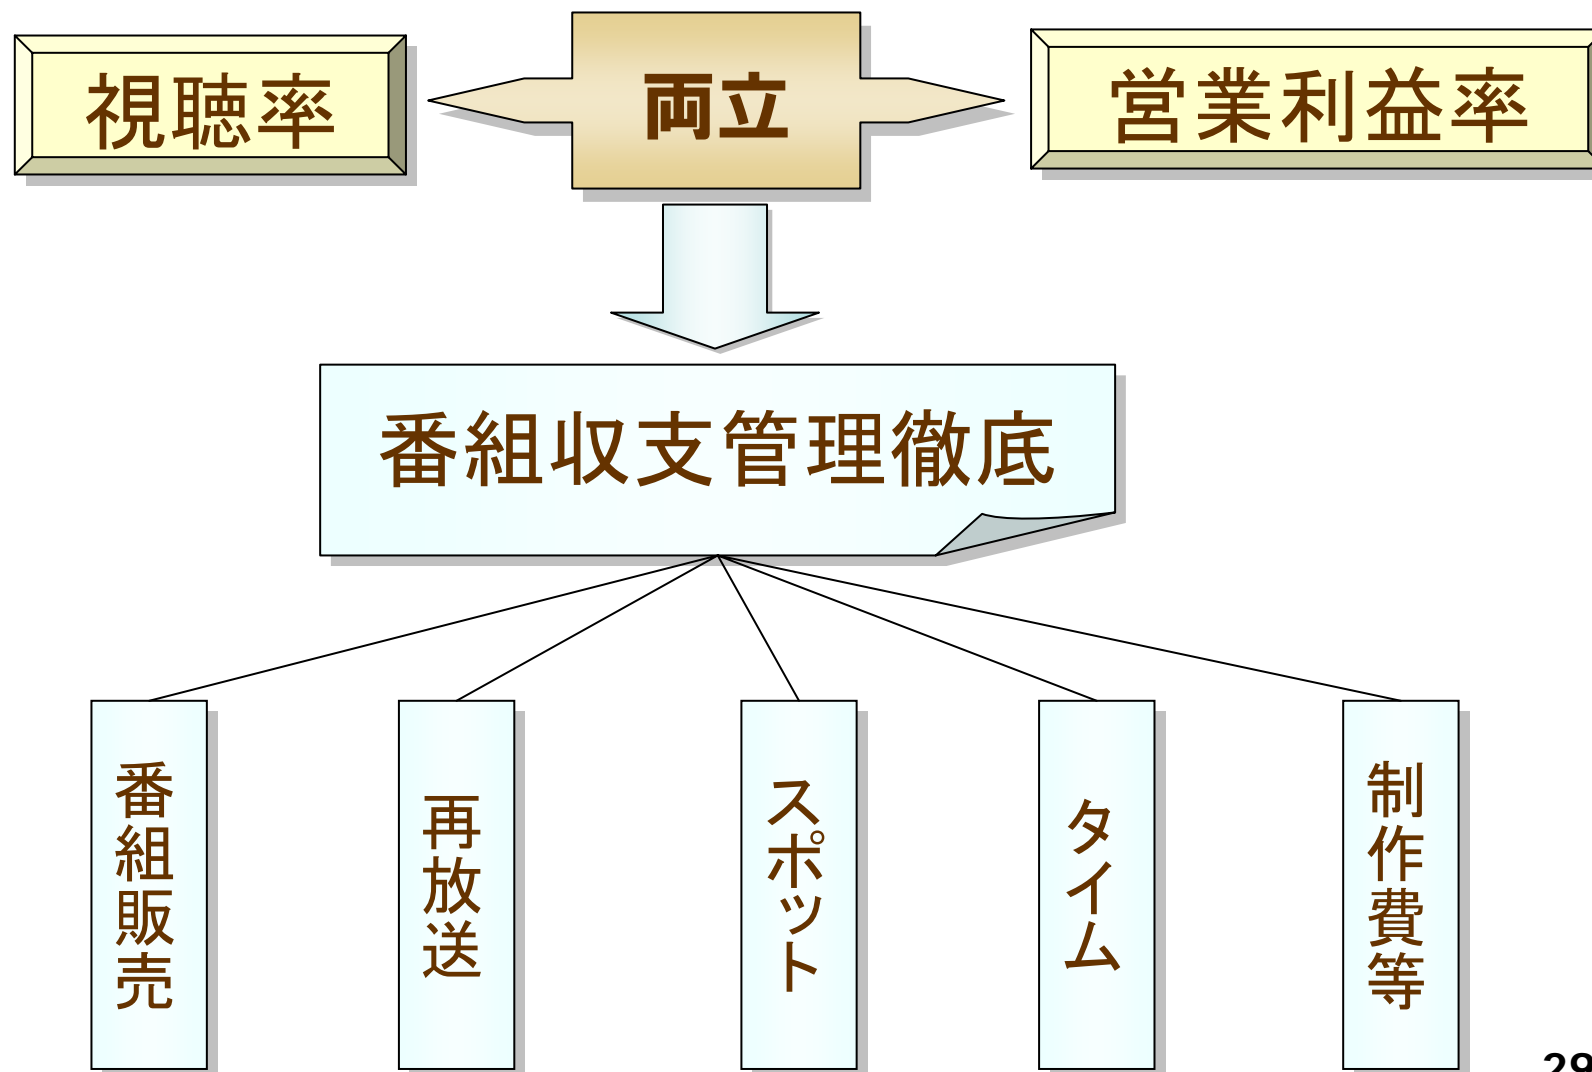 視聴率
両立
営業利益率
番組収支管理徹底
番組販売
再放送
スポット
タイム
制作費等
29